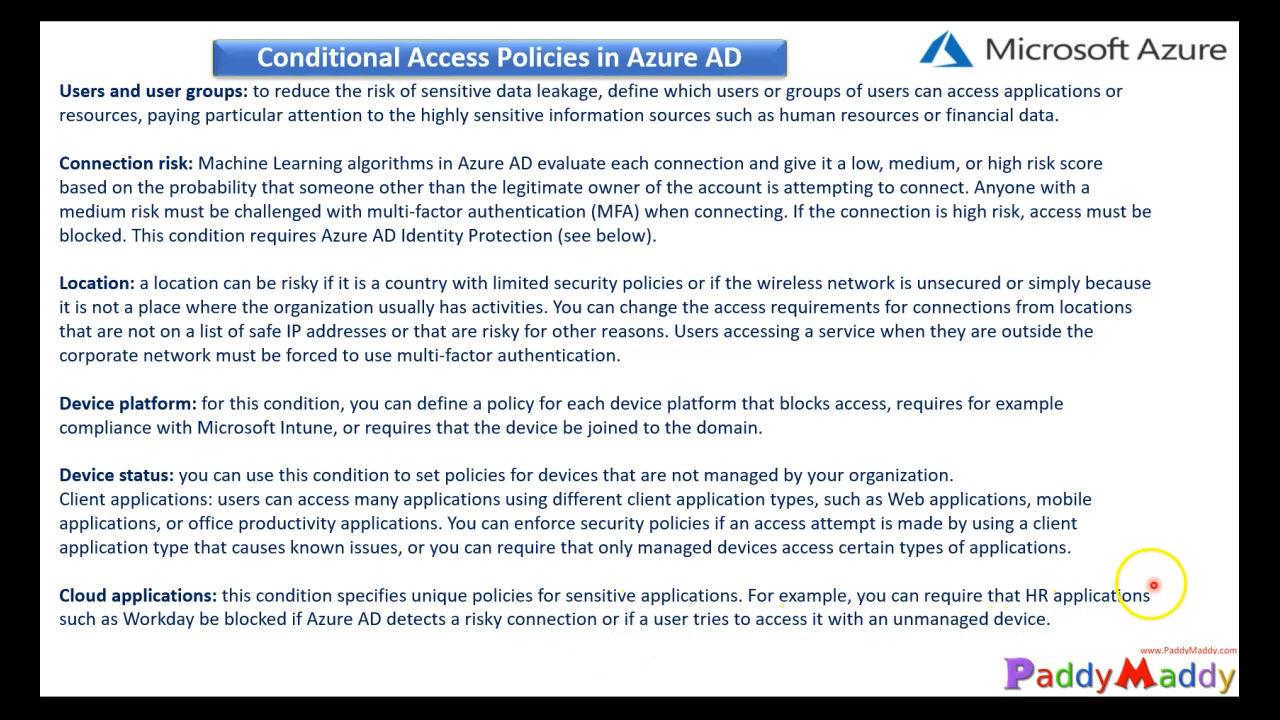 Conditional Access Policies in Azure AD
Microsoft Azure
Users and user groups: to reduce the risk of sensitive data leakage, define which users or groups of users can access applications or
resources, paying particular attention to the highly sensitive information sources such as human resources or financial data.
Connection risk: Machine Learning algorithms in Azure AD evaluate each connection and give it a low, medium, or high risk score
based on the probability that someone other than the legitimate owner of the account is attempting to connect. Anyone with a
medium risk must be challenged with multi-factor authentication (MFA) when connecting. If the connection is high risk, access must be
blocked. This condition requires Azure AD Identity Protection (see below).
Location: a location can be risky if it is a country with limited security policies or if the wireless network is unsecured or simply because
it is not a place where the organization usually has activities. You can change the access requirements for connections from locations
that are not on a list of safe IP addresses or that are risky for other reasons. Users accessing a service when they are outside the
corporate network must be forced to use multi-factor authentication.
Device platform: for this condition, you can define a policy for each device platform that blocks access, requires for example
compliance with Microsoft Intune, or requires that the device be joined to the domain.
Device status: you can use this condition to set policies for devices that are not managed by your organization.
Client applications: users can access many applications using different client application types, such as Web applications, mobile
applications, or office productivity applications. You can enforce security policies if an access attempt is made by using a client
application type that causes known issues, or you can require that only managed devices access certain types of applications.
Cloud applications: this condition specifies unique policies for sensitive applications. For example, you can require that HR applications
such as Workday be blocked if Azure AD detects a risky connection or if a user tries to access it with an unmanaged device.
www.PaddyMaddy.com
PaddyMaddy